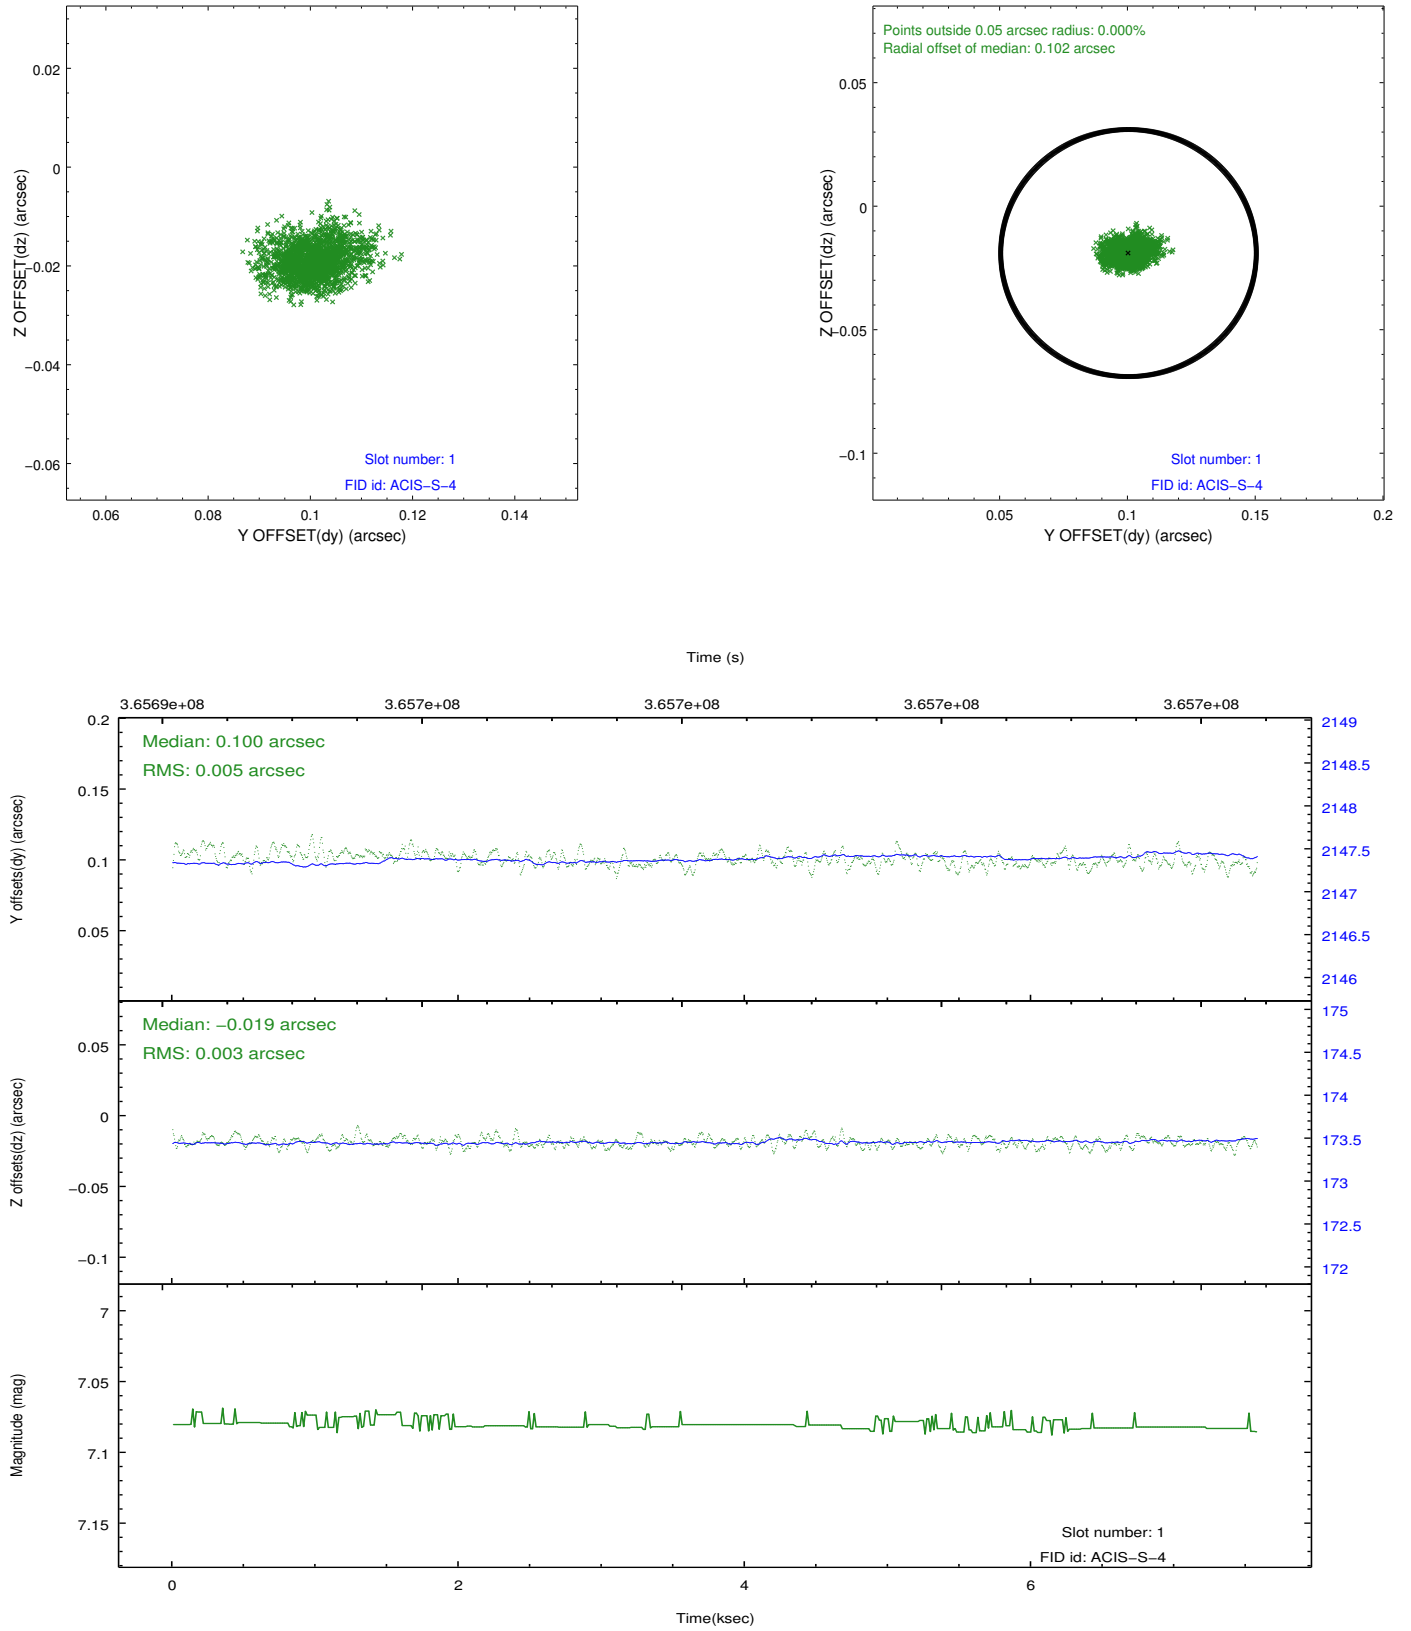 0.02
0
−0.02
−0.04
−0.06
Z OFFSET(dz) (arcsec)
Slot number: 1
FID id: ACIS−S−4
0.06 0.08 0.1 0.12 0.14
Y OFFSET(dy) (arcsec)
Points outside 0.05 arcsec radius: 0.000%
Radial offset of median: 0.102 arcsec
0.05
0
−0.05
−0.1
Z OFFSET(dz) (arcsec)
Slot number: 1
FID id: ACIS−S−4
0.05 0.1 0.15 0.2
Y OFFSET(dy) (arcsec)
Time (s)
3.6569e+08 3.657e+08 3.657e+08 3.657e+08 3.657e+08
Median: 0.100 arcsec
RMS: 0.005 arcsec
0.2
0.15
0.1
0.05
Y offsets(dy) (arcsec)
2149
2148.5
2148
2147.5
2147
2146.5
2146
Median: −0.019 arcsec
RMS: 0.003 arcsec
0.05
0
−0.05
−0.1
Z offsets(dz) (arcsec)
175
174.5
174
173.5
173
172.5
172
7
7.05
7.1
7.15
Magnitude (mag)
Slot number: 1
FID id: ACIS−S−4
0 2 4 6
Time(ksec)